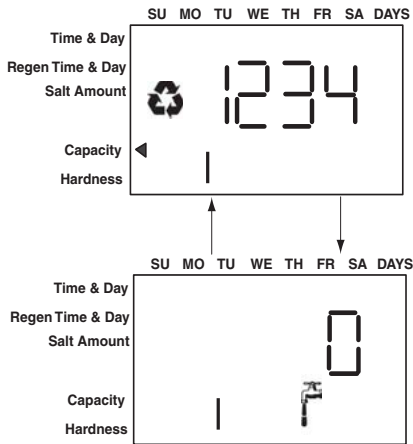 SU MO TU WE TH FR SA DAYS
Time & Day
Regen Time & Day
Salt Amount
1234
Capacity
Hardness
SU MO TU WE TH FR SA DAYS
Time & Day
Regen Time & Day
0
Salt Amount
Capacity
Hardness